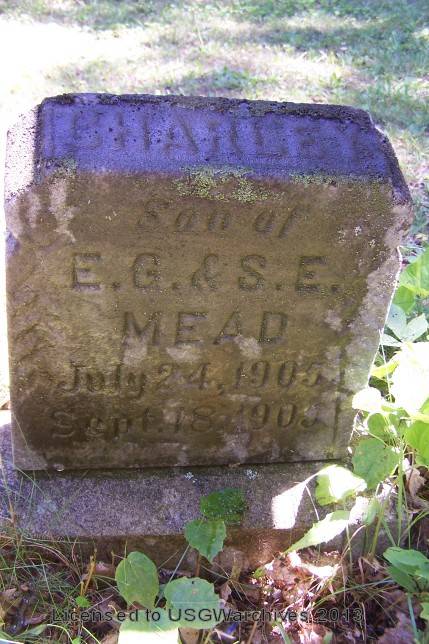 CHARLEY
Son of
E.G. & S.E.
MEAD
July 24, 1905
Sept. 18, 1905
Licensed to USGWarchives, 2013